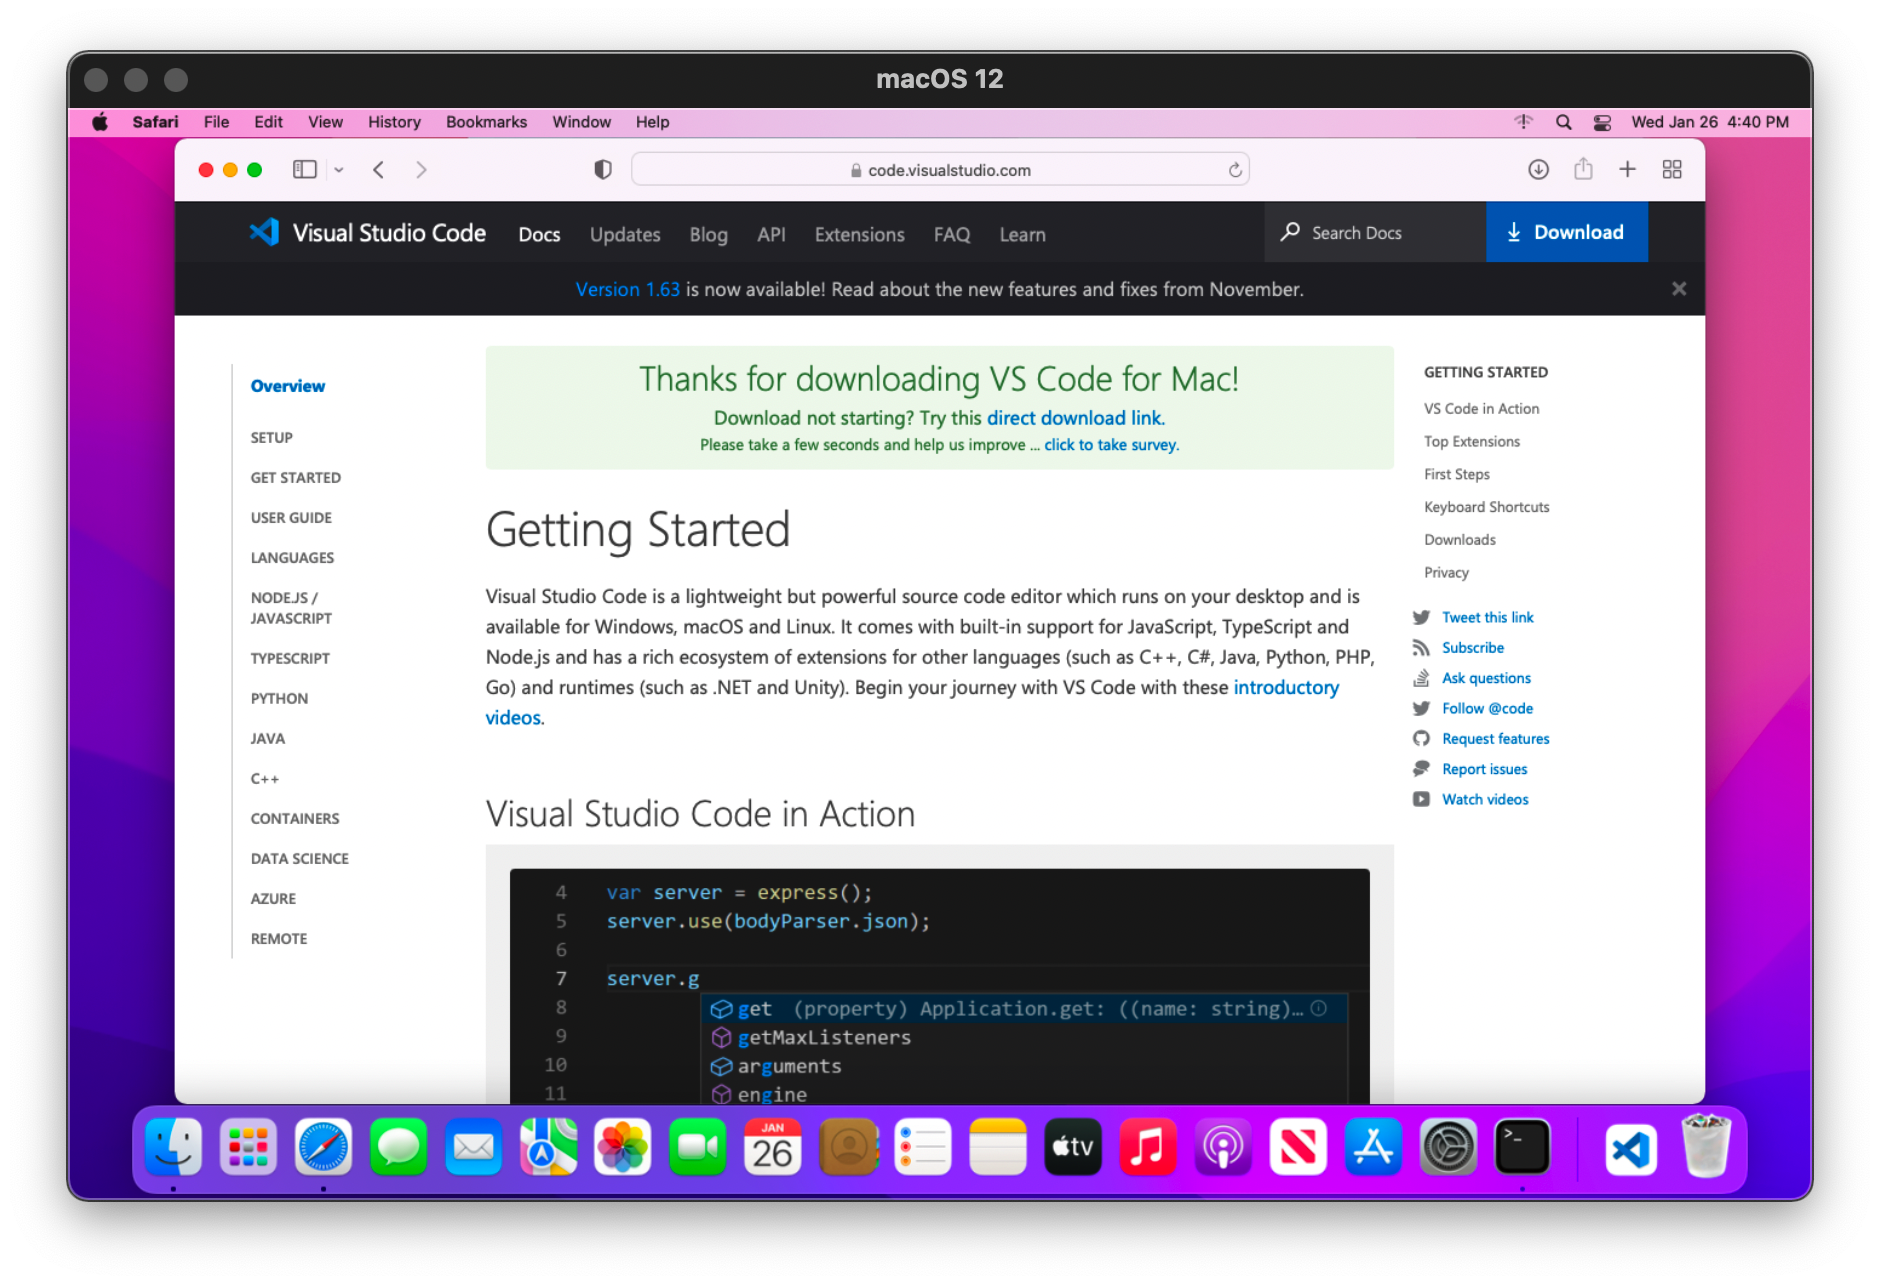 macOS 12
Safari File Edit View History Bookmarks Window Help Wed Jan 26 4:40 PM
code.visualstudio.com
Visual Studio Code Docs Updates Blog API Extensions FAQ Learn Search Docs Download
Version 1.63 is now available! Read about the new features and fixes from November.
Overview
SETUP
GET STARTED
USER GUIDE
LANGUAGES
NODE.JS /
JAVASCRIPT
TYPESCRIPT
PYTHON
JAVA
C++
CONTAINERS
DATA SCIENCE
AZURE
REMOTE
Thanks for downloading VS Code for Mac!
Download not starting? Try this direct download link.
Please take a few seconds and help us improve ... click to take survey.
Getting Started
Visual Studio Code is a lightweight but powerful source code editor which runs on your desktop and is
available for Windows, macOS and Linux. It comes with built-in support for JavaScript, TypeScript and
Node.js and has a rich ecosystem of extensions for other languages (such as C++, C#, Java, Python, PHP,
Go) and runtimes (such as .NET and Unity). Begin your journey with VS Code with these introductory
videos.
Visual Studio Code in Action
4 var server = express();
5 server.use(bodyParser.json);
6
7 server.g
8 get (property) Application.get: ((name: string)…
9 getMaxListeners
10 arguments
11 engine
GETTING STARTED
VS Code in Action
Top Extensions
First Steps
Keyboard Shortcuts
Downloads
Privacy
Tweet this link
Subscribe
Ask questions
Follow @code
Request features
Report issues
Watch videos
JAN
26
tv
>_